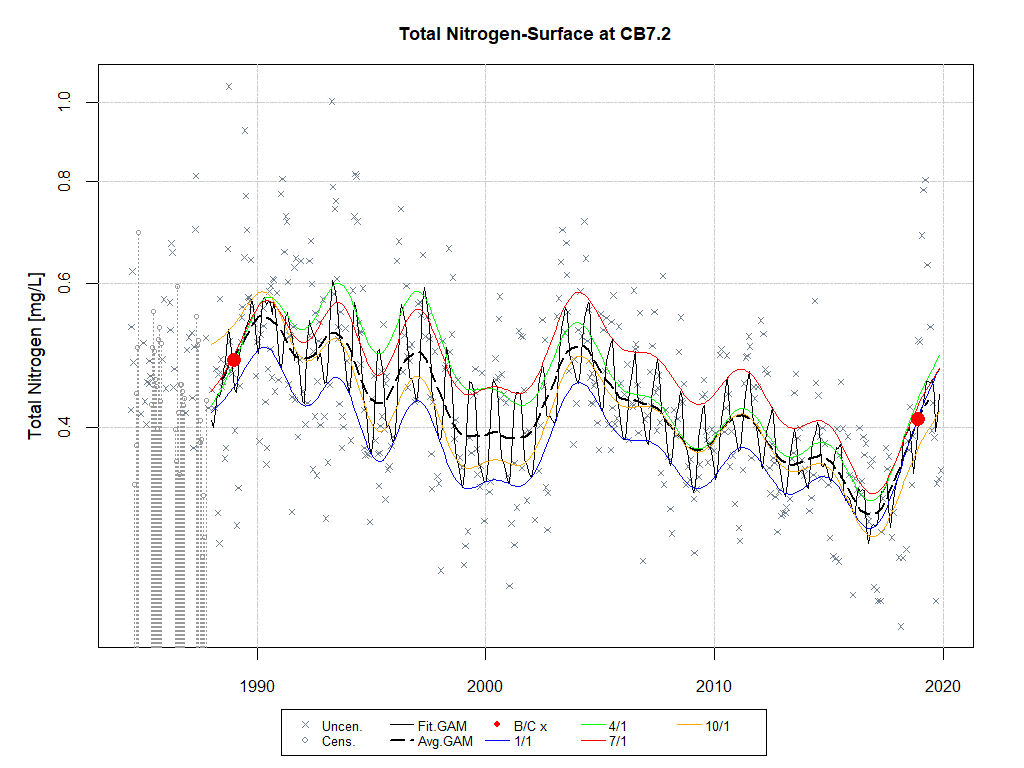 Total Nitrogen-Surface at CB7.2
Total Nitrogen [mg/L]
1.0
0.8
0.6
0.4
1990 2000 2010 2020
Uncen. Fit.GAM B/C x 4/1 10/1
Cens. Avg.GAM 1/1 7/1